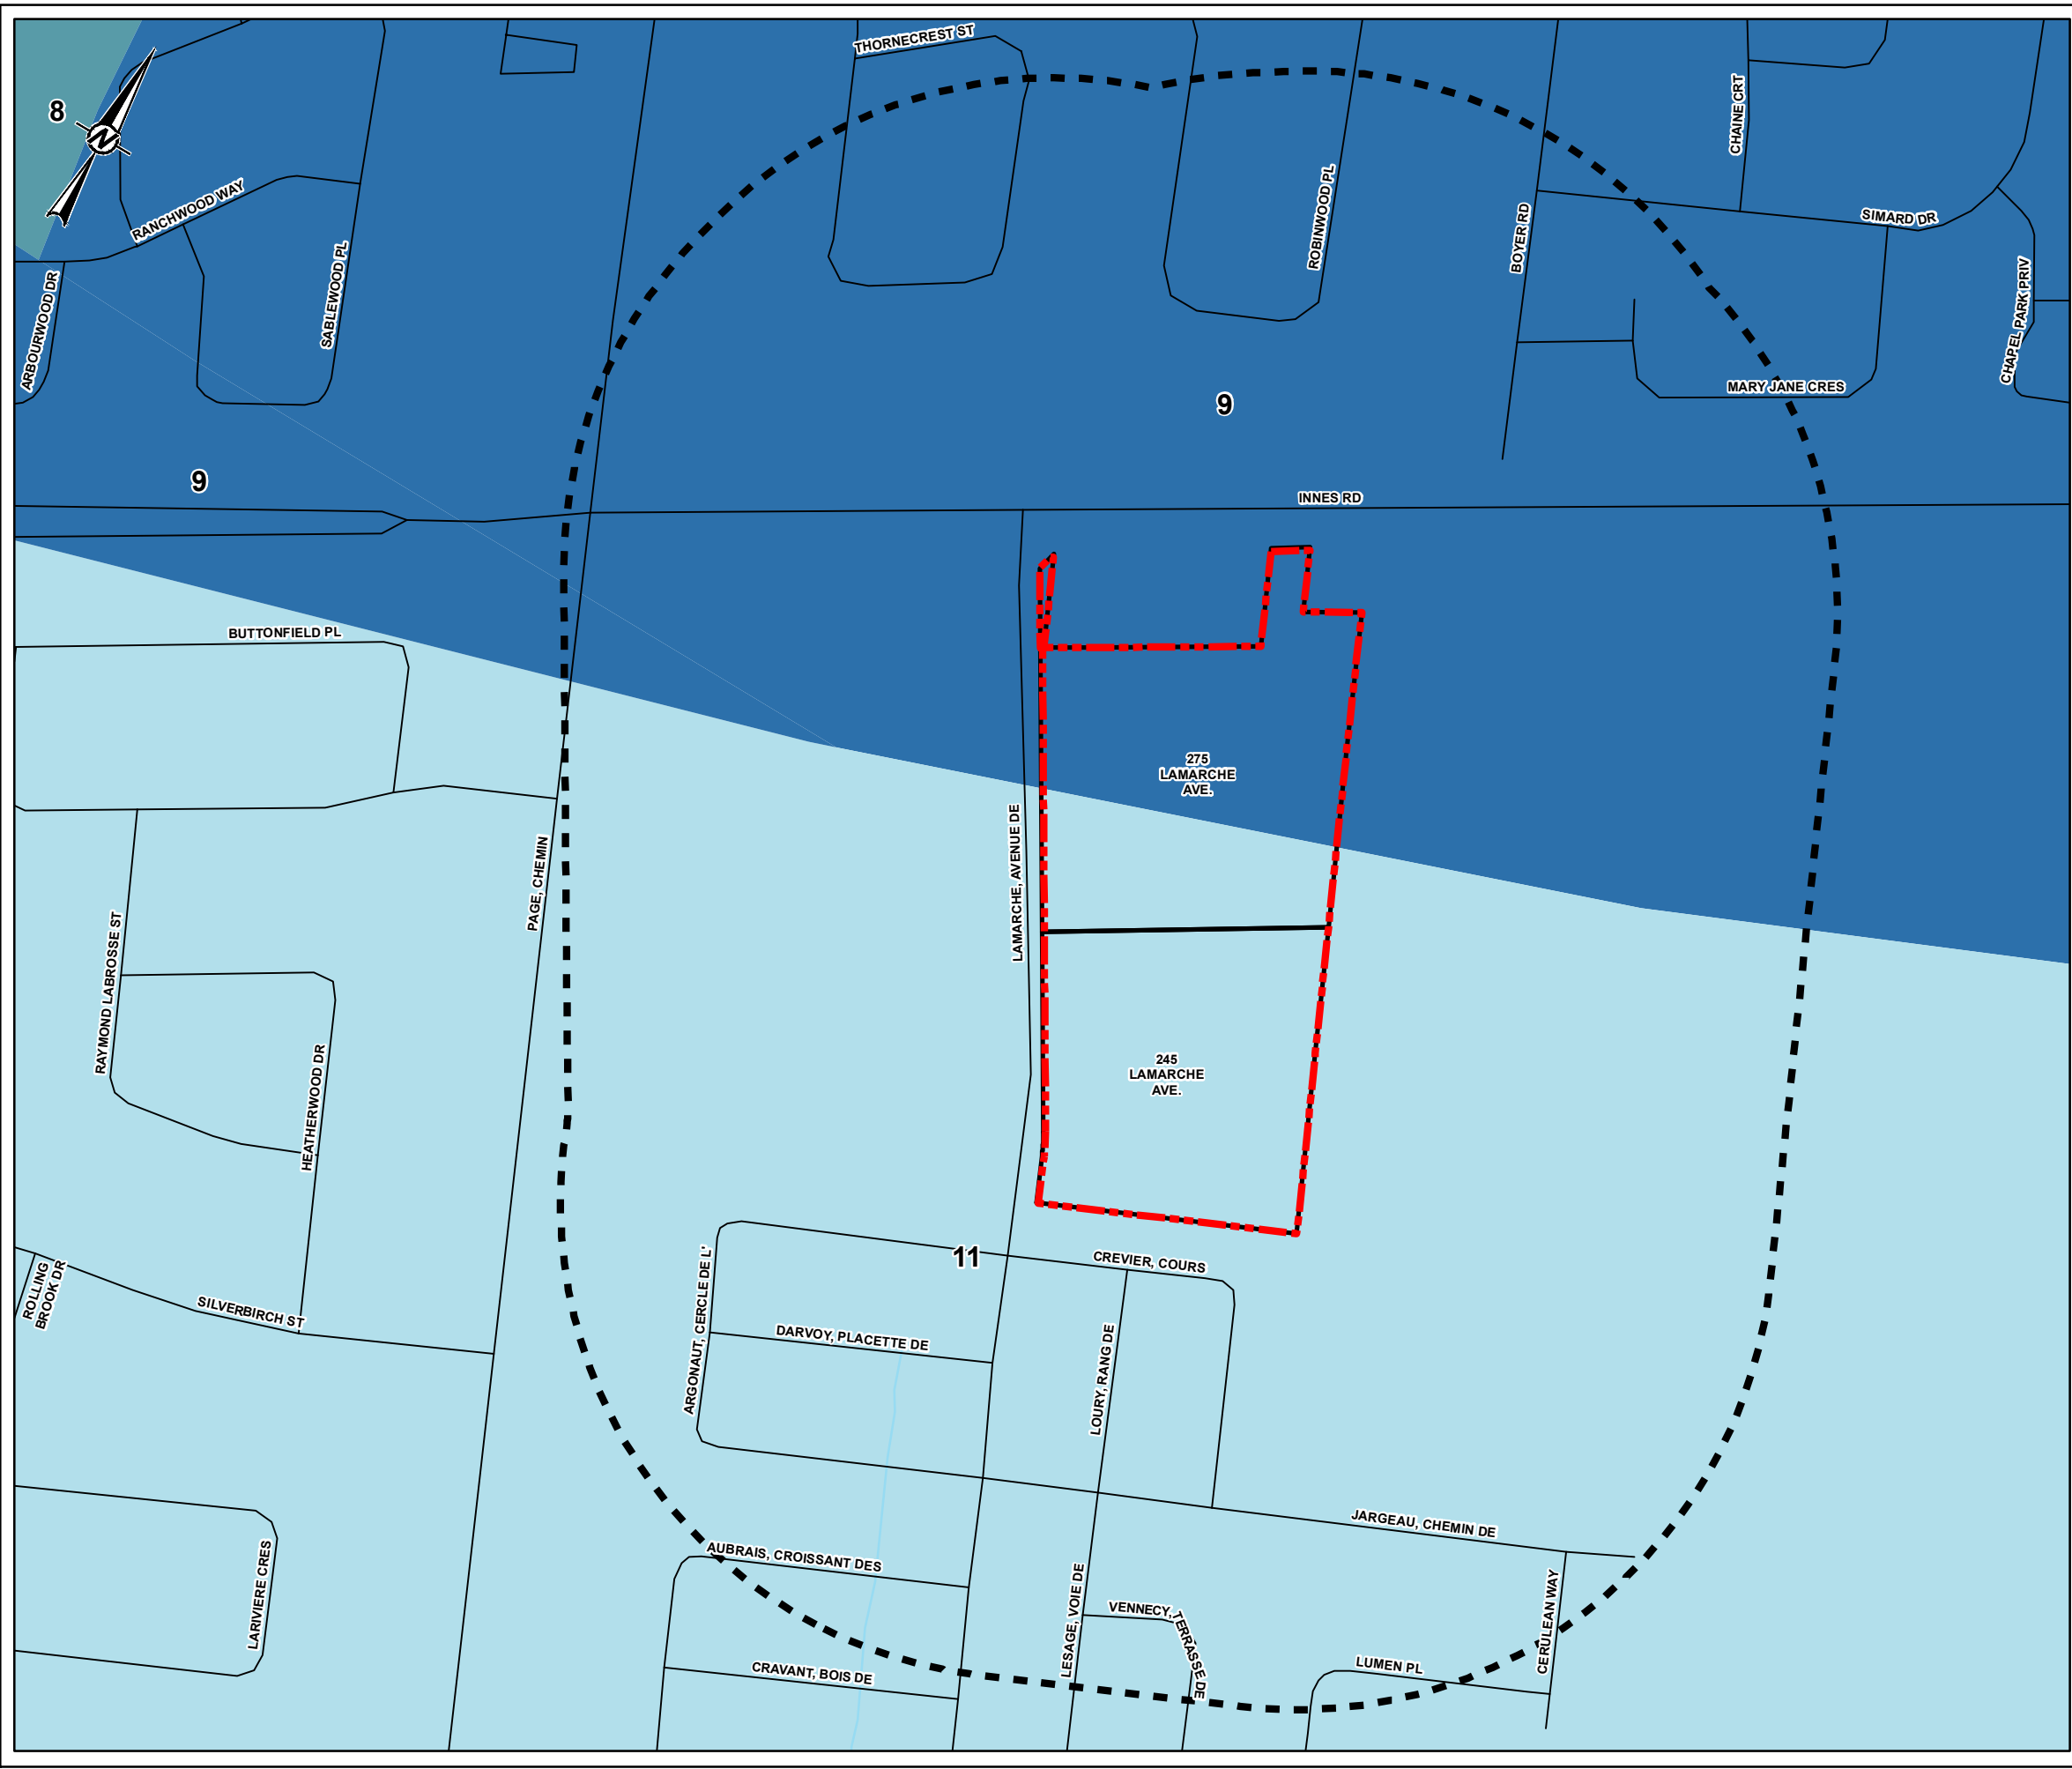 THORNECREST ST
8
N
CHAINE CRT
RANCHWOOD WAY
ROBINWOOD PL
BOYER RD
SIMARD DR
SABLEWOOD PL
ARBOURWOOD DR
CHAPEL PARK PRIV
MARY JANE CRES
9
9
INNES RD
BUTTONFIELD PL
275
LAMARCHE
AVE.
PAGE, CHEMIN
LAMARCHE, AVENUE DE
RAYMOND LABROSSE ST
HEATHERWOOD DR
245
LAMARCHE
AVE.
11
CREVIER, COURS
ROLLING
BROOK DR
SILVERBIRCH ST
ARGONAUT, CERCLE DE L'
DARVOY, PLACETTE DE
LOURY, RANG DE
JARGEAU, CHEMIN DE
AUBRAIS, CROISSANT DES
LARIVIERE CRES
LESAGE, VOIE DE
VENNECY, TERRASSE DE
CERULEAN WAY
CRAVANT, BOIS DE
LUMEN PL